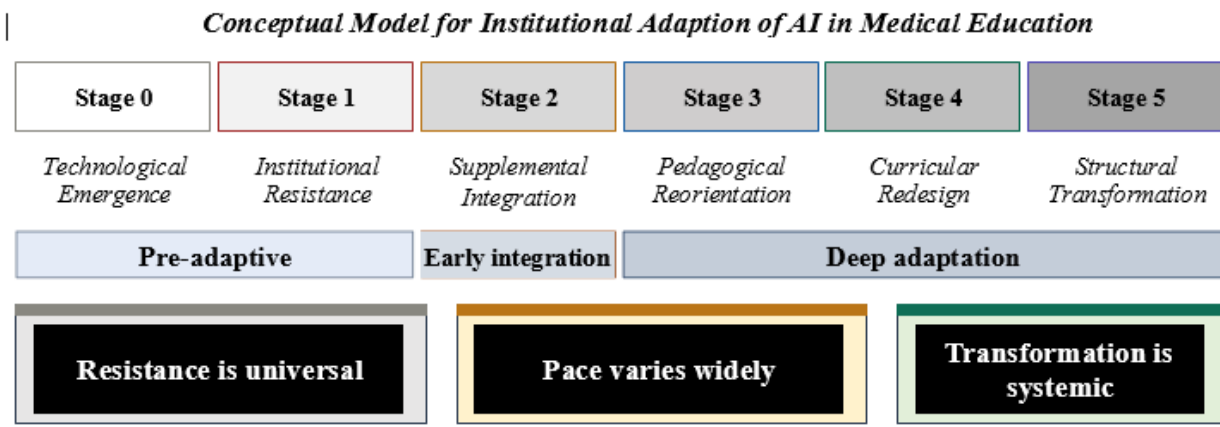 Conceptual Model for Institutional Adaption of AI in Medical Education
Stage 0
Stage 1
Stage 2
Stage 3
Stage 4
Stage 5
Technological
Emergence
Institutional
Resistance
Supplemental
Integration
Pedagogical
Reorientation
Curricular
Redesign
Structural
Transformation
Pre-adaptive
Early integration
Deep adaptation
Resistance is universal
Pace varies widely
Transformation is
systemic